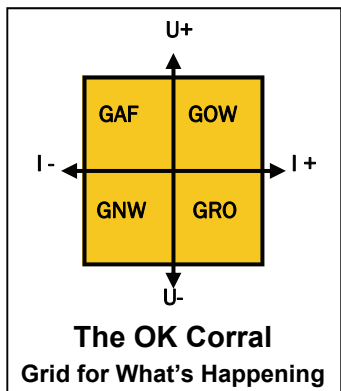 U+
GAF GOW
I - I +
GNW GRO
U-
The OK Corral
Grid for What's Happening